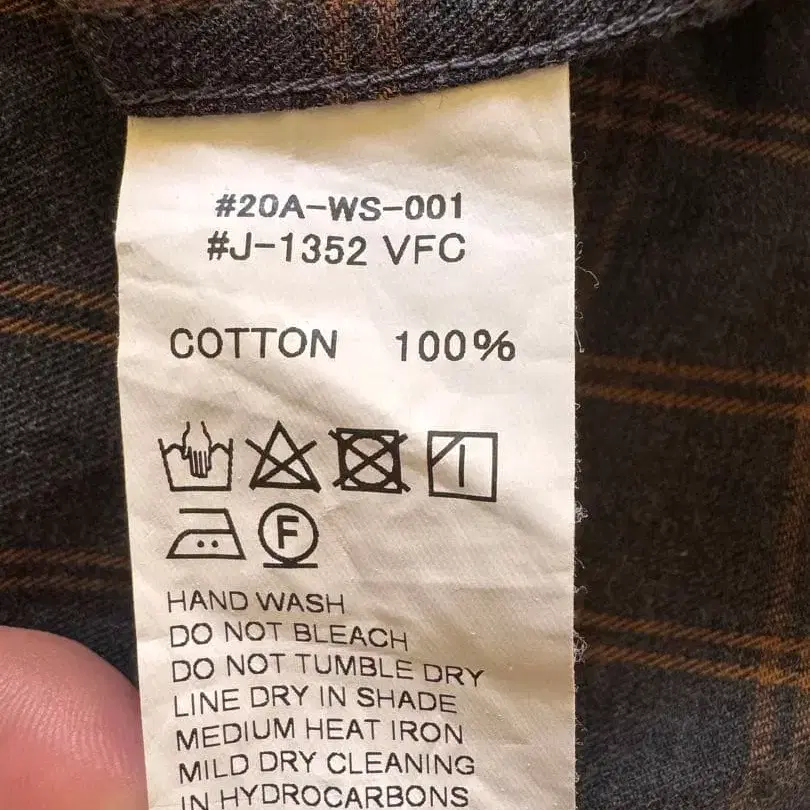 #20A-WS-001
#J-1352 VFC
COTTON 100%
F
HAND WASH
DO NOT BLEACH
DO NOT TUMBLE DRY
LINE DRY IN SHADE
MEDIUM HEAT IRON
MILD DRY CLEANING
IN HYDROCARBONS